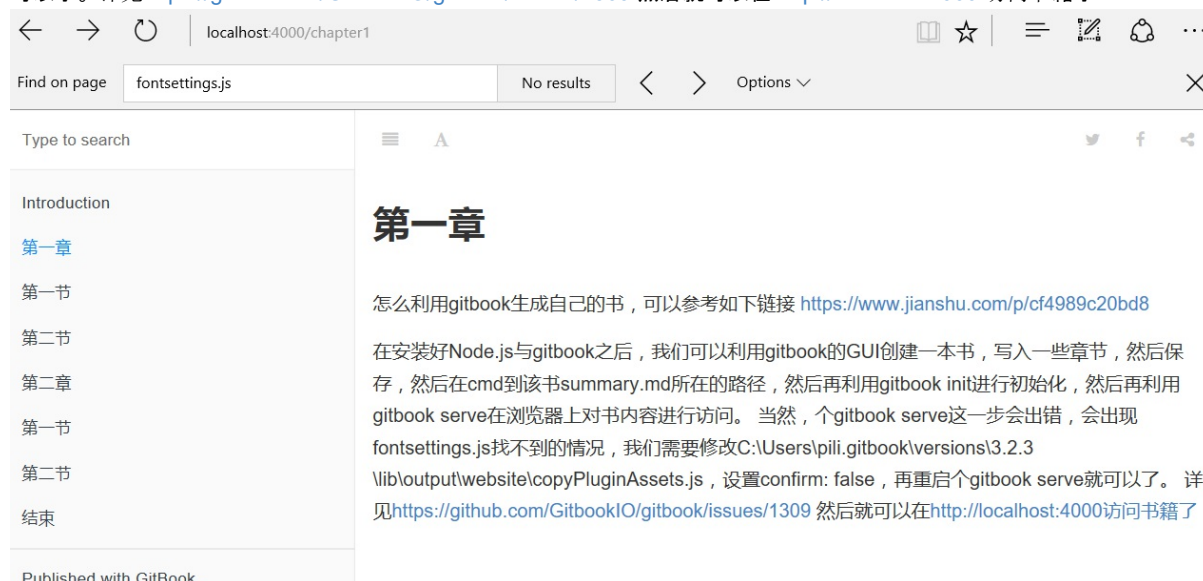 localhost:4000/chapter1
Find on page
fontsettings.js
No results
Options
Type to search
A
Introduction
第一章
第一节
第二节
第二章
第一节
第二节
结束
Published with GitBook
第一章
怎么利用gitbook生成自己的书，可以参考如下链接 https://www.jianshu.com/p/cf4989c20bd8
在安装好Node.js与gitbook之后，我们可以利用gitbook的GUI创建一本书，写入一些章节，然后保
存，然后在cmd到该书summary.md所在的路径，然后再利用gitbook init进行初始化，然后再利用
gitbook serve在浏览器上对书内容进行访问。 当然，个gitbook serve这一步会出错，会出现
fontsettings.js找不到的情况，我们需要修改C:\Users\pili.gitbook\versions\3.2.3
\lib\output\website\copyPluginAssets.js，设置confirm: false，再重启个gitbook serve就可以了。 详
见https://github.com/GitbookIO/gitbook/issues/1309 然后就可以在http://localhost:4000访问书籍了